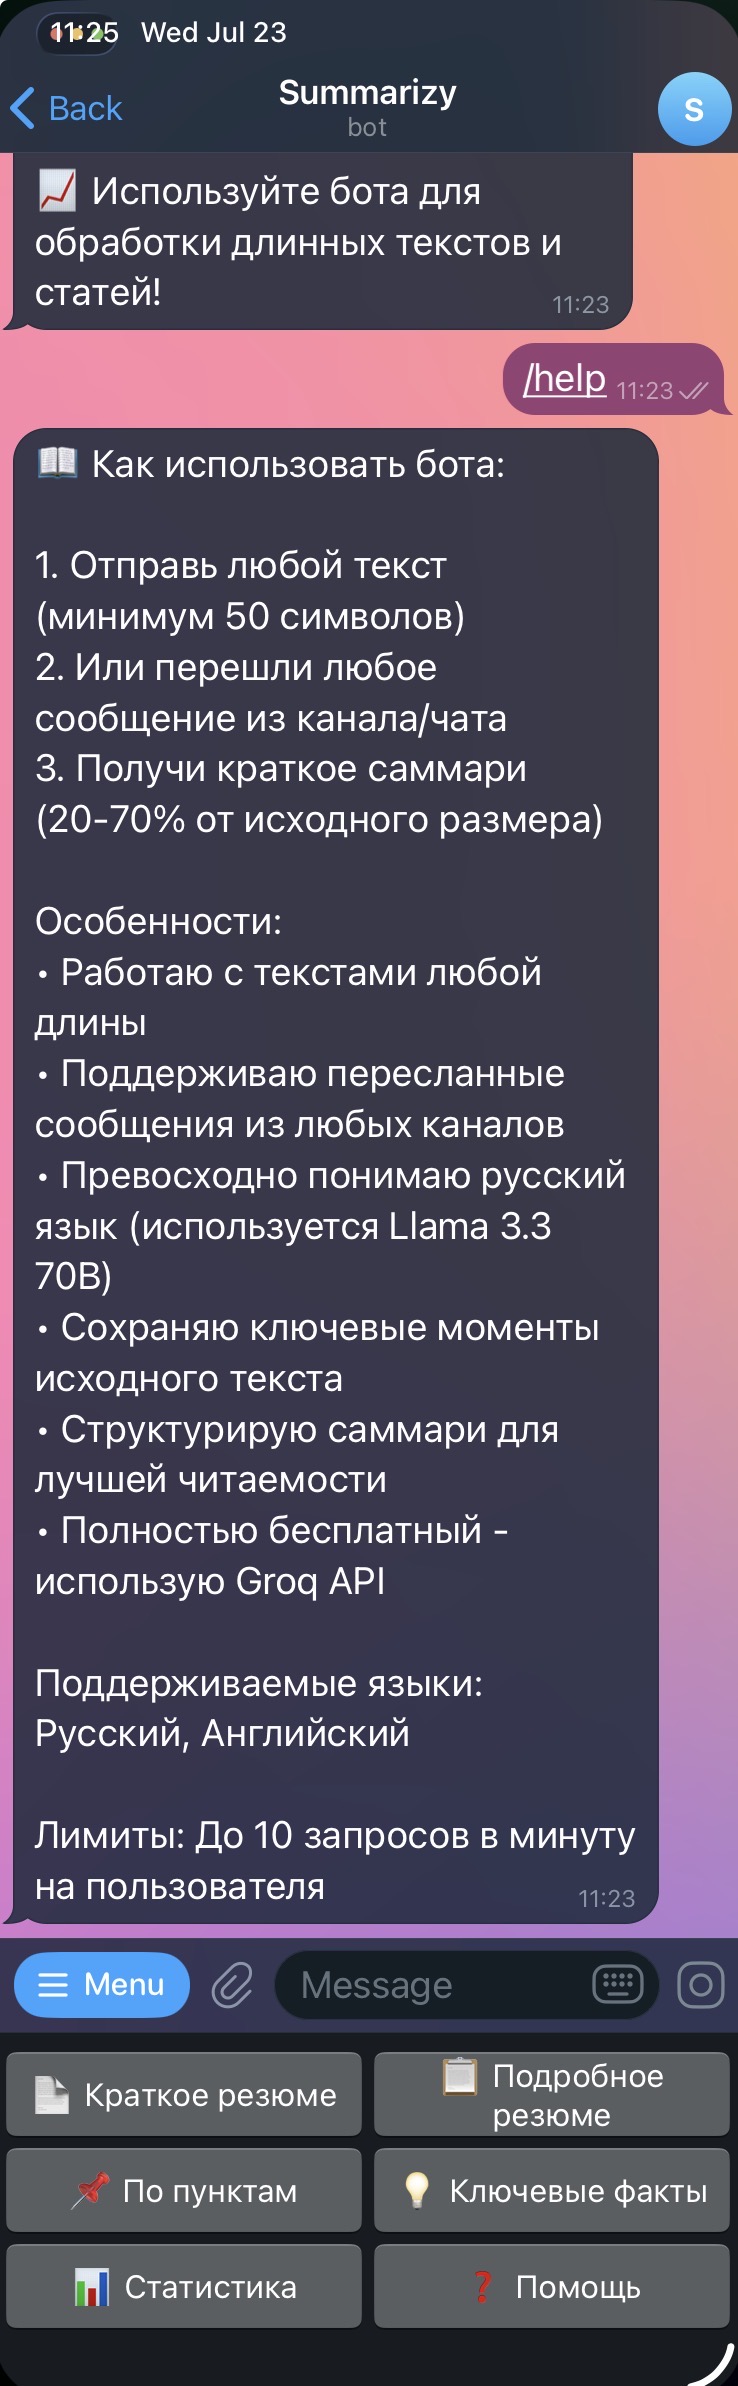 11:25 Wed Jul 23
Back
Summarizy
bot
S
📈 Используйте бота для
обработки длинных текстов и
статей!
11:23
/help 11:23
📖 Как использовать бота:
1. Отправь любой текст
(минимум 50 символов)
2. Или перешли любое
сообщение из канала/чата
3. Получи краткое саммари
(20-70% от исходного размера)
Особенности:
• Работаю с текстами любой
длины
• Поддерживаю пересланные
сообщения из любых каналов
• Превосходно понимаю русский
язык (используется Llama 3.3
70B)
• Сохраняю ключевые моменты
исходного текста
• Структурирую саммари для
лучшей читаемости
• Полностью бесплатный -
использую Groq API
Поддерживаемые языки:
Русский, Английский
Лимиты: До 10 запросов в минуту
на пользователя
11:23
Menu
Message
📄 Краткое резюме
📋 Подробное
резюме
📌 По пунктам
💡 Ключевые факты
📊 Статистика
❓ Помощь